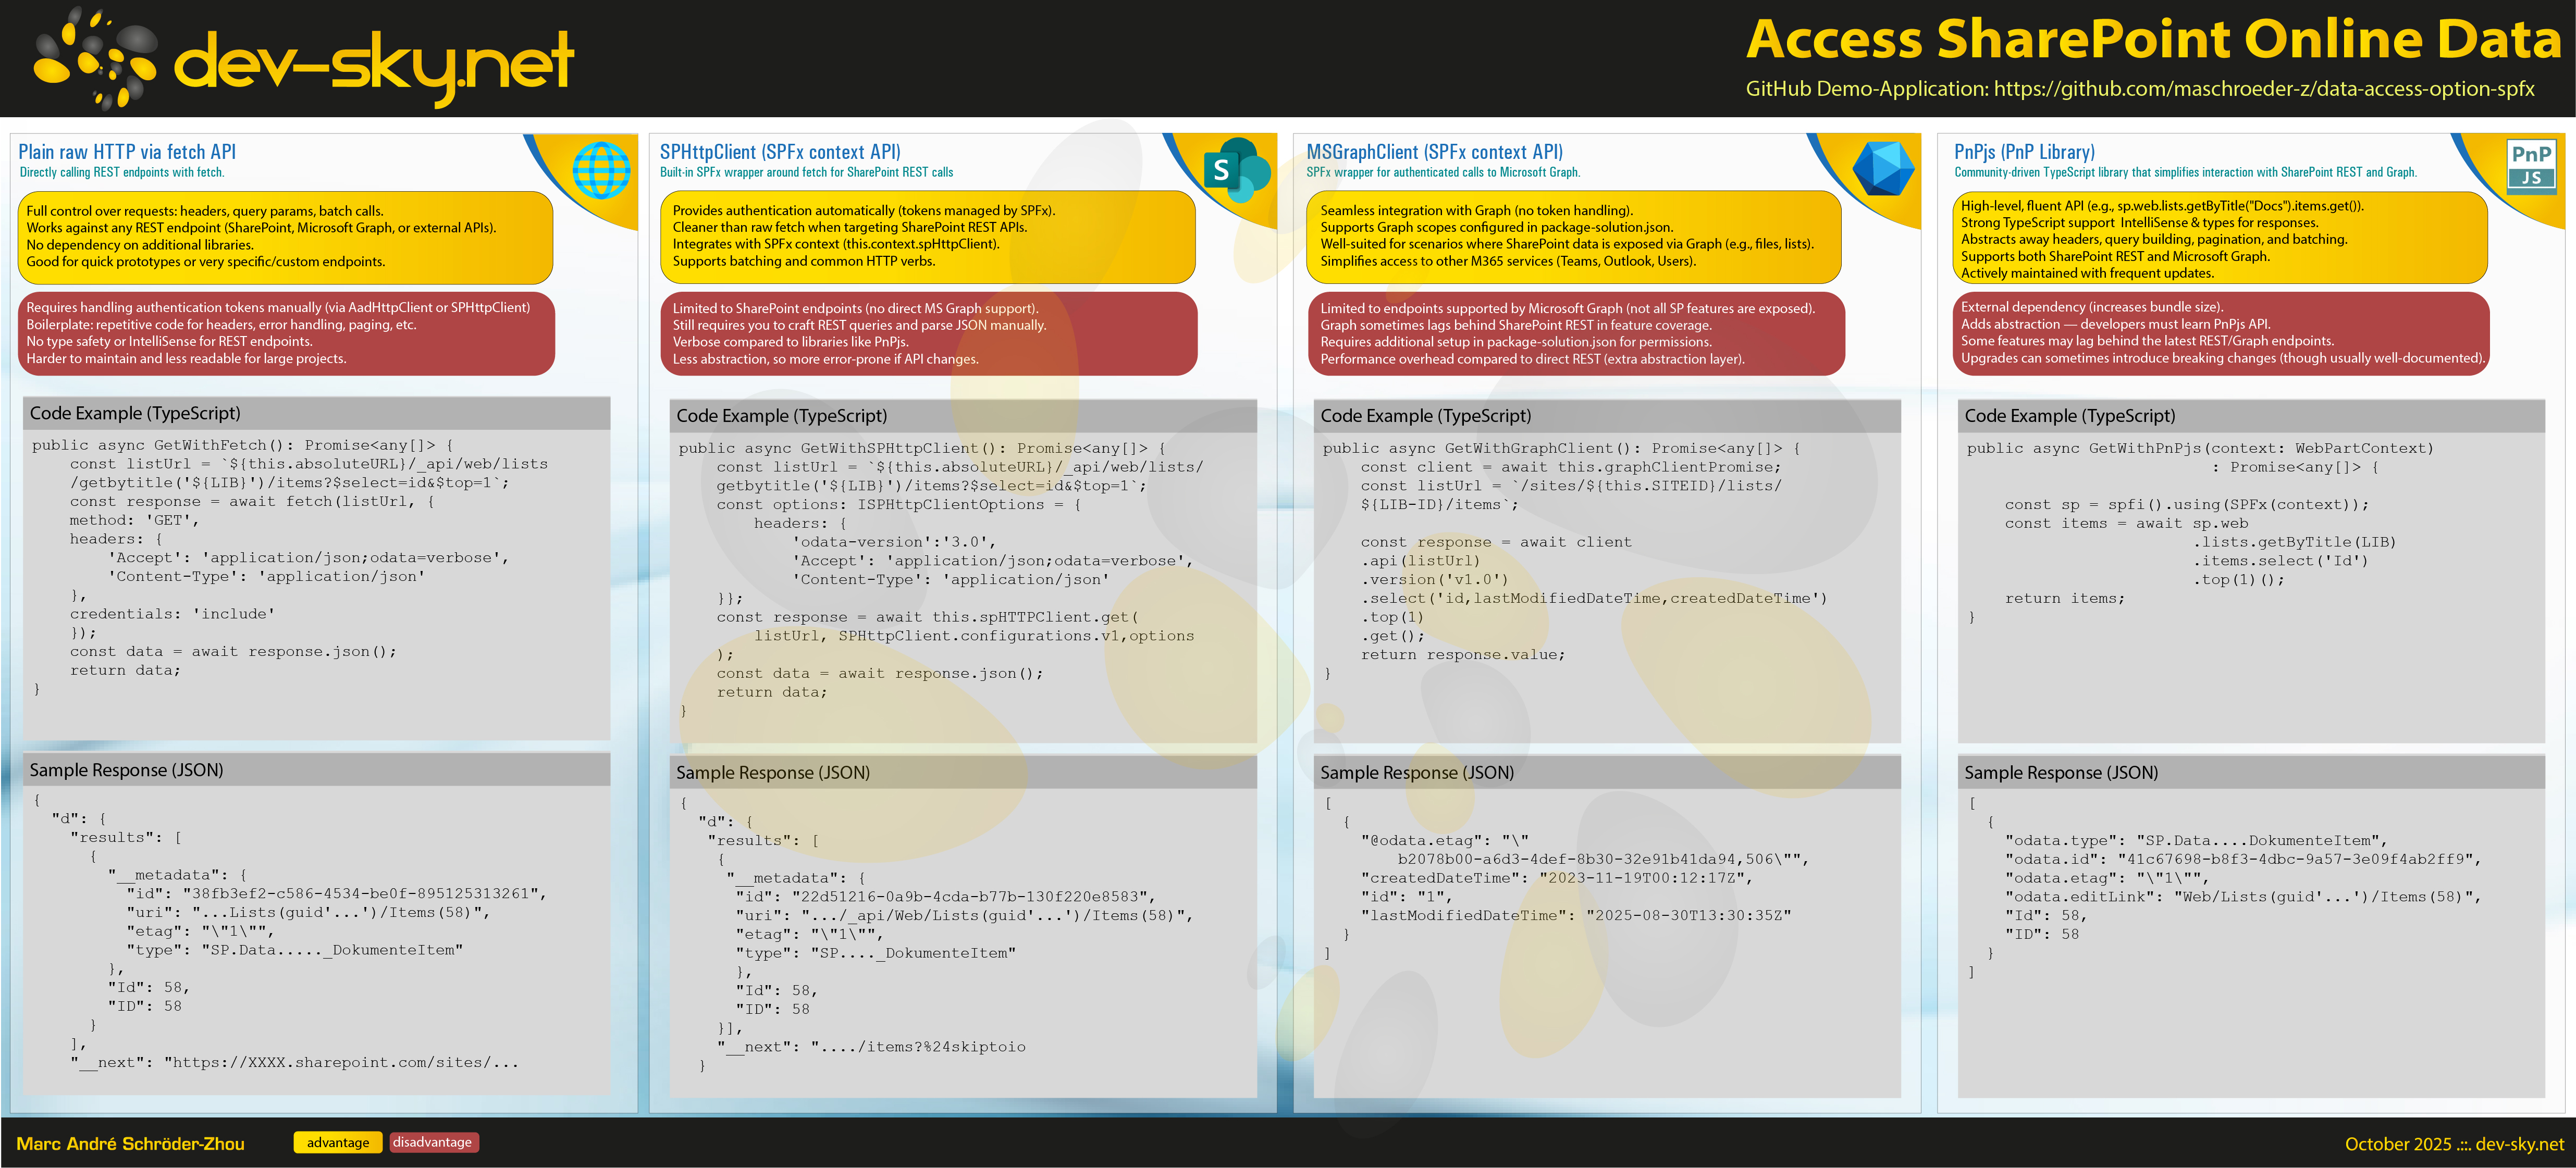 dev-sky.net
Access SharePoint Online Data
GitHub Demo-Application: https://github.com/maschroeder-z/data-access-option-spfx
Plain raw HTTP via fetch API
Directly calling REST endpoints with fetch.
Full control over requests: headers, query params, batch calls.
Works against any REST endpoint (SharePoint, Microsoft Graph, or external APIs).
No dependency on additional libraries.
Good for quick prototypes or very specific/custom endpoints.
Requires handling authentication tokens manually (via AadHttpClient or SPHttpClient)
Boilerplate: repetitive code for headers, error handling, paging, etc.
No type safety or IntelliSense for REST endpoints.
Harder to maintain and less readable for large projects.
Code Example (TypeScript)
public async GetWithFetch(): Promise<any[]> {
    const listUrl = `${this.absoluteURL}/_api/web/lists
    /getbytitle('${LIB}')/items?$select=id&$top=1`;
    const response = await fetch(listUrl, {
    method: 'GET',
    headers: {
        'Accept': 'application/json;odata=verbose',
        'Content-Type': 'application/json'
    },
    credentials: 'include'
    });
    const data = await response.json();
    return data;
}
Sample Response (JSON)
{
  "d": {
    "results": [
      {
        "__metadata": {
          "id": "38fb3ef2-c586-4534-be0f-895125313261",
          "uri": "...Lists(guid'...')/Items(58)",
          "etag": "\"1\"",
          "type": "SP.Data....._DokumenteItem"
        },
        "Id": 58,
        "ID": 58
      }
    ],
    "__next": "https://XXXX.sharepoint.com/sites/...
SPHttpClient (SPFx context API)
Built-in SPFx wrapper around fetch for SharePoint REST calls
S
Provides authentication automatically (tokens managed by SPFx).
Cleaner than raw fetch when targeting SharePoint REST APIs.
Integrates with SPFx context (this.context.spHttpClient).
Supports batching and common HTTP verbs.
Limited to SharePoint endpoints (no direct MS Graph support).
Still requires you to craft REST queries and parse JSON manually.
Verbose compared to libraries like PnPjs.
Less abstraction, so more error-prone if API changes.
Code Example (TypeScript)
public async GetWithSPHttpClient(): Promise<any[]> {
    const listUrl = `${this.absoluteURL}/_api/web/lists/
    getbytitle('${LIB}')/items?$select=id&$top=1`;
    const options: ISPHttpClientOptions = {
        headers: {
            'odata-version':'3.0',
            'Accept': 'application/json;odata=verbose',
            'Content-Type': 'application/json'
    }};
    const response = await this.spHTTPClient.get(
        listUrl, SPHttpClient.configurations.v1,options
    );
    const data = await response.json();
    return data;
}
Sample Response (JSON)
{
  "d": {
   "results": [
    {
     "__metadata": {
      "id": "22d51216-0a9b-4cda-b77b-130f220e8583",
      "uri": ".../_api/Web/Lists(guid'...')/Items(58)",
      "etag": "\"1\"",
      "type": "SP...._DokumenteItem"
      },
      "Id": 58,
      "ID": 58
    }],
    "__next": "..../items?%24skiptoio
  }
MSGraphClient (SPFx context API)
SPFx wrapper for authenticated calls to Microsoft Graph.
Seamless integration with Graph (no token handling).
Supports Graph scopes configured in package-solution.json.
Well-suited for scenarios where SharePoint data is exposed via Graph (e.g., files, lists).
Simplifies access to other M365 services (Teams, Outlook, Users).
Limited to endpoints supported by Microsoft Graph (not all SP features are exposed).
Graph sometimes lags behind SharePoint REST in feature coverage.
Requires additional setup in package-solution.json for permissions.
Performance overhead compared to direct REST (extra abstraction layer).
Code Example (TypeScript)
public async GetWithGraphClient(): Promise<any[]> {
    const client = await this.graphClientPromise;
    const listUrl = `/sites/${this.SITEID}/lists/
    ${LIB-ID}/items`;
    const response = await client
    .api(listUrl)
    .version('v1.0')
    .select('id,lastModifiedDateTime,createdDateTime')
    .top(1)
    .get();
    return response.value;
}
Sample Response (JSON)
[
  {
    "@odata.etag": "\"
        b2078b00-a6d3-4def-8b30-32e91b41da94,506\"",
    "createdDateTime": "2023-11-19T00:12:17Z",
    "id": "1",
    "lastModifiedDateTime": "2025-08-30T13:30:35Z"
  }
]
PnPjs (PnP Library)
Community-driven TypeScript library that simplifies interaction with SharePoint REST and Graph.
PnP
JS
High-level, fluent API (e.g., sp.web.lists.getByTitle("Docs").items.get()).
Strong TypeScript support  IntelliSense & types for responses.
Abstracts away headers, query building, pagination, and batching.
Supports both SharePoint REST and Microsoft Graph.
Actively maintained with frequent updates.
External dependency (increases bundle size).
Adds abstraction — developers must learn PnPjs API.
Some features may lag behind the latest REST/Graph endpoints.
Upgrades can sometimes introduce breaking changes (though usually well-documented).
Code Example (TypeScript)
public async GetWithPnPjs(context: WebPartContext)
                          : Promise<any[]> {
    const sp = spfi().using(SPFx(context));
    const items = await sp.web
                        .lists.getByTitle(LIB)
                        .items.select('Id')
                        .top(1)();
    return items;
}
Sample Response (JSON)
[
  {
    "odata.type": "SP.Data....DokumenteItem",
    "odata.id": "41c67698-b8f3-4dbc-9a57-3e09f4ab2ff9",
    "odata.etag": "\"1\"",
    "odata.editLink": "Web/Lists(guid'...')/Items(58)",
    "Id": 58,
    "ID": 58
  }
]
Marc André Schröder-Zhou
advantage
disadvantage
October 2025 .::. dev-sky.net